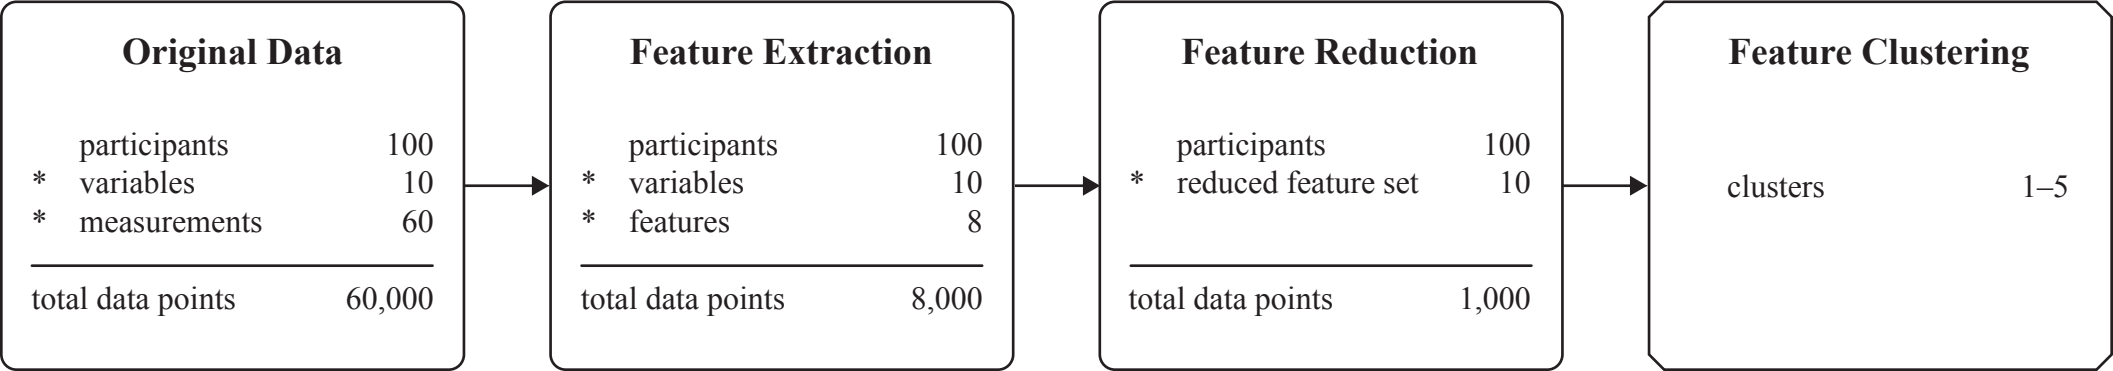 Original Data
participants 100
* variables 10
* measurements 60
total data points 60,000
Feature Extraction
participants 100
* variables 10
* features 8
total data points 8,000
Feature Reduction
participants 100
* reduced feature set 10
total data points 1,000
Feature Clustering
clusters 1–5